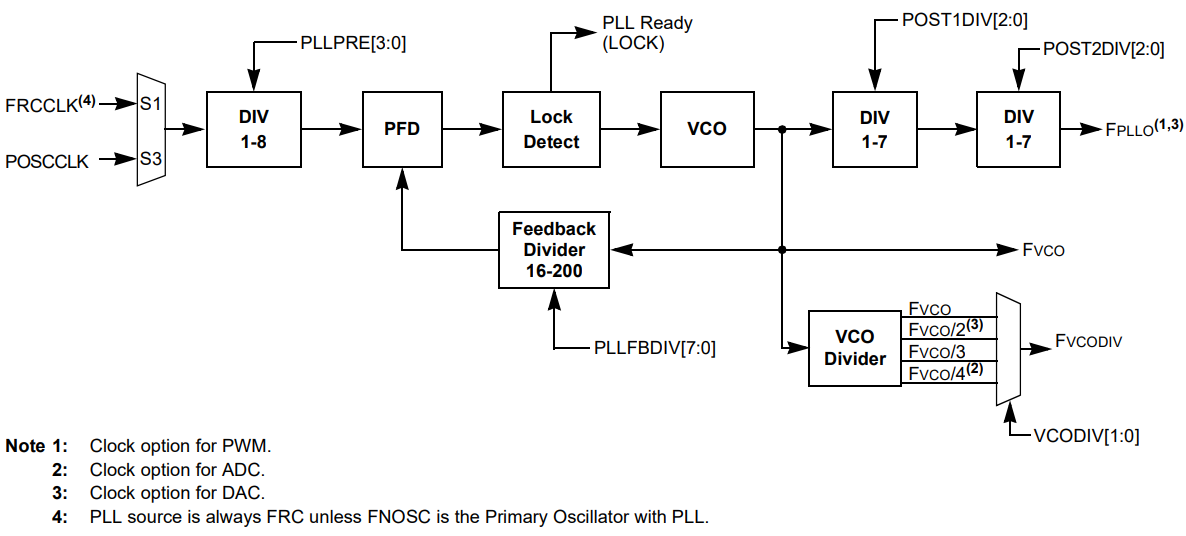 PLL Ready
(LOCK)
POST1DIV[2:0]
PLLPRE[3:0]
POST2DIV[2:0]
FRCCLK(4)
S1
DIV
1-8
PFD
Lock
Detect
VCO
DIV
1-7
DIV
1-7
FPLLO(1,3)
POSCCLK
S3
Feedback
Divider
16-200
FVCO
PLLFBDIV[7:0]
VCO
Divider
FVCO
FVCO/2(3)
FVCO/3
FVCO/4(2)
FVCODIV
VCODIV[1:0]
Note 1: Clock option for PWM.
2: Clock option for ADC.
3: Clock option for DAC.
4: PLL source is always FRC unless FNOSC is the Primary Oscillator with PLL.